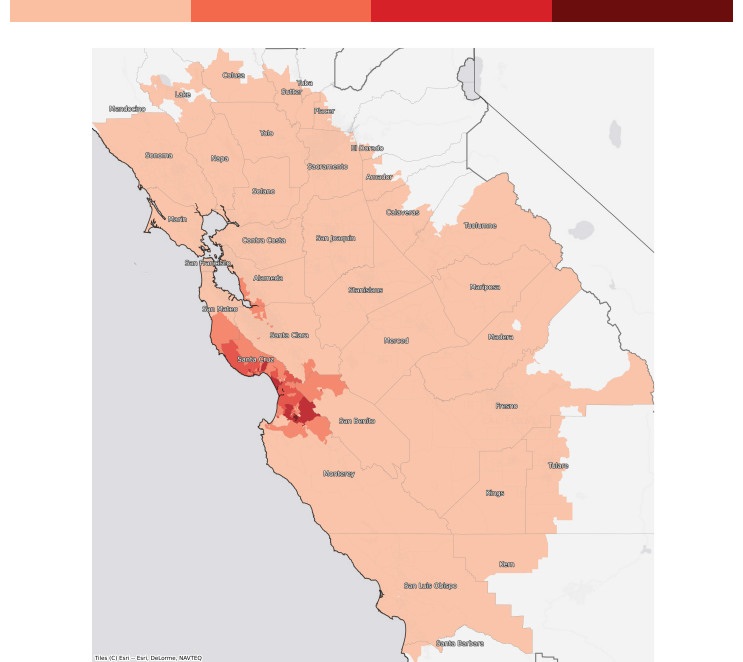 Colusa
Yuba
Lake
Sutter
Mendocino
Placer
Yolo
El Dorado
Sonoma
Napa
Sacramento
Amador
Solano
Calaveras
Marin
Tuolumne
Contra Costa
San Joaquin
San Francisco
Alameda
Mariposa
Stanislaus
San Mateo
Santa Clara
Madera
Merced
Santa Cruz
Fresno
San Benito
Tulare
Monterey
Kings
Kern
San Luis Obispo
Santa Barbara
Tiles (C) Esri -- Esri, DeLorme, NAVTEQ